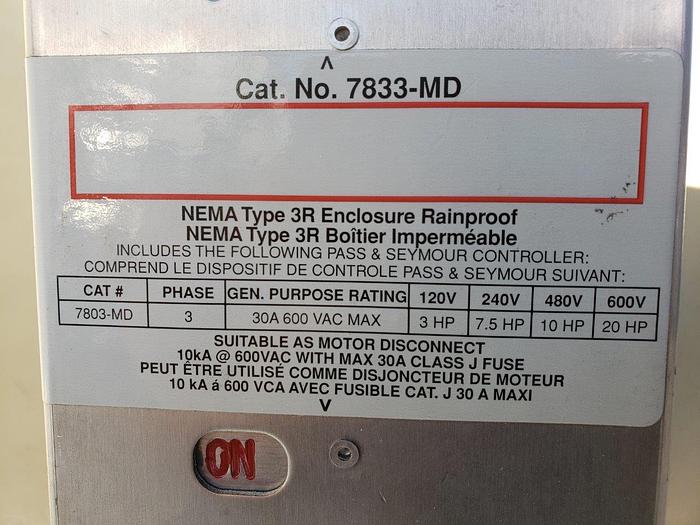 Cat. No. 7833-MD
NEMA Type 3R Enclosure Rainproof
NEMA Type 3R Boîtier Imperméable
INCLUDES THE FOLLOWING PASS & SEYMOUR CONTROLLER:
COMPREND LE DISPOSITIF DE CONTROLE PASS & SEYMOUR SUIVANT:
CAT # PHASE GEN. PURPOSE RATING 120V 240V 480V 600V
7803-MD 3 30A 600 VAC MAX 3 HP 7.5 HP 10 HP 20 HP
SUITABLE AS MOTOR DISCONNECT
10kA @ 600VAC WITH MAX 30A CLASS J FUSE
PEUT ÊTRE UTILISÉ COMME DISJONCTEUR DE MOTEUR
10 kA á 600 VCA AVEC FUSIBLE CAT. J 30 A MAXI
ON